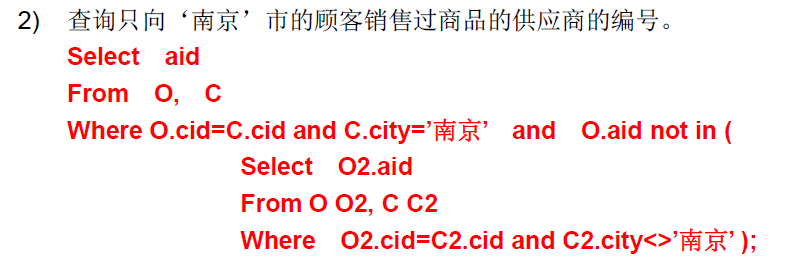 2) 查询只向‘南京’市的顾客销售过商品的供应商的编号。
Select aid
From O, C
Where O.cid=C.cid and C.city=’南京’ and O.aid not in (
Select O2.aid
From O O2, C C2
Where O2.cid=C2.cid and C2.city<>’南京’ );